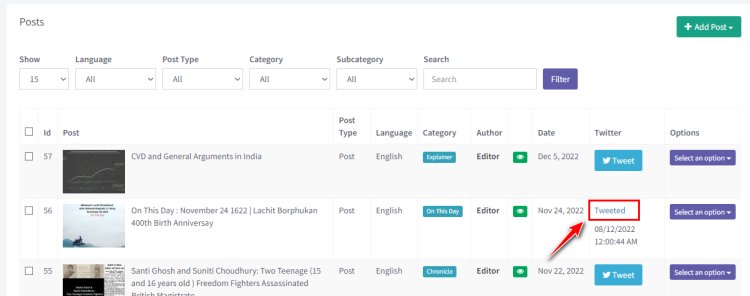 Posts
+ Add Post
Show Language Post Type Category Subcategory Search
15 All All All All Search Filter
Id Post Post Type Language Category Author Date Twitter Options
57 CVD and General Arguments in India Post English Explainer Editor Dec 5, 2022 Tweet Select an option
56 On This Day : November 24 1622 | Lachit Borphukan Post English On This Day Editor Nov 24, 2022 Tweeted Select an option
400th Birth Anniversay
08/12/2022
12:00:44 AM
55 Santi Ghosh and Suniti Choudhury: Two Teenage (15 Post English Chronicle Editor Nov 22, 2022 Tweet Select an option
and 16 years old ) Freedom Fighters Assassinated
British Magistrate